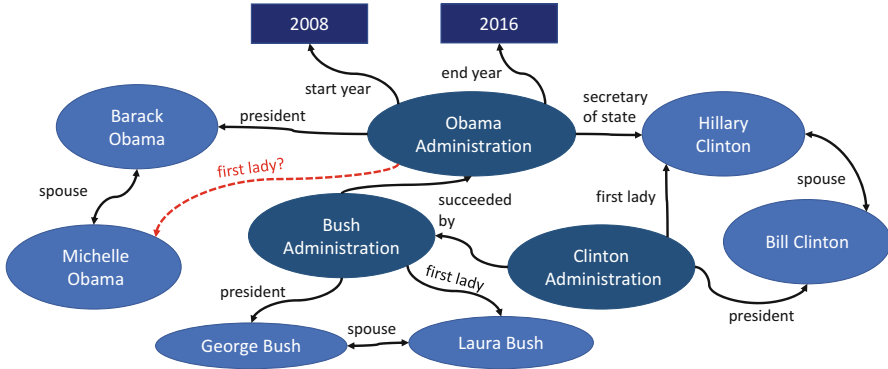 2008
2016
start year
end year
Barack
Obama
president
Obama
Administration
secretary
of state
Hillary
Clinton
first lady?
spouse
first lady
spouse
succeeded
by
Bush
Administration
Michelle
Obama
Clinton
Administration
Bill Clinton
president
first lady
president
spouse
George Bush
Laura Bush